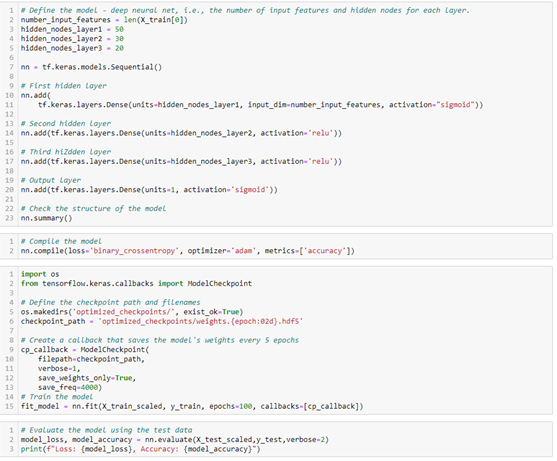 1 # Define the model - deep neural net, i.e., the number of input features and hidden nodes for each layer.
2 number_input_features = len(X_train[0])
3 hidden_nodes_layer1 = 50
4 hidden_nodes_layer2 = 30
5 hidden_nodes_layer3 = 20
6
7 nn = tf.keras.models.Sequential()
8
9 # First hidden layer
10 nn.add(
11     tf.keras.layers.Dense(units=hidden_nodes_layer1, input_dim=number_input_features, activation="sigmoid"))
12
13 # Second hidden layer
14 nn.add(tf.keras.layers.Dense(units=hidden_nodes_layer2, activation='relu'))
15
16 # Third hiZdden layer
17 nn.add(tf.keras.layers.Dense(units=hidden_nodes_layer3, activation='relu'))
18
19 # Output layer
20 nn.add(tf.keras.layers.Dense(units=1, activation='sigmoid'))
21
22 # Check the structure of the model
23 nn.summary()
1 # Compile the model
2 nn.compile(loss='binary_crossentropy', optimizer='adam', metrics=['accuracy'])
1 import os
2 from tensorflow.keras.callbacks import ModelCheckpoint
3
4 # Define the checkpoint path and filenames
5 os.makedirs('optimized_checkpoints/', exist_ok=True)
6 checkpoint_path = 'optimized_checkpoints/weights.{epoch:02d}.hdf5'
7
8 # Create a callback that saves the model's weights every 5 epochs
9 cp_callback = ModelCheckpoint(
10     filepath=checkpoint_path,
11     verbose=1,
12     save_weights_only=True,
13     save_freq=4000)
14 # Train the model
15 fit_model = nn.fit(X_train_scaled, y_train, epochs=100, callbacks=[cp_callback])
1 # Evaluate the model using the test data
2 model_loss, model_accuracy = nn.evaluate(X_test_scaled,y_test,verbose=2)
3 print(f"Loss: {model_loss}, Accuracy: {model_accuracy}")